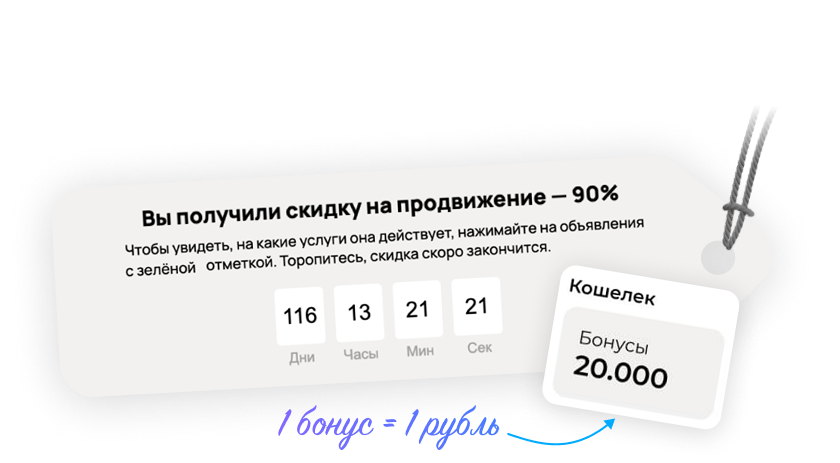 Вы получили скидку на продвижение — 90%
Чтобы увидеть, на какие услуги она действует, нажимайте на объявления
с зелёной отметкой. Торопитесь, скидка скоро закончится.
116 13 21 21
Дни Часы Мин Сек
Кошелек
Бонусы
20.000
1 бонус = 1 рубль